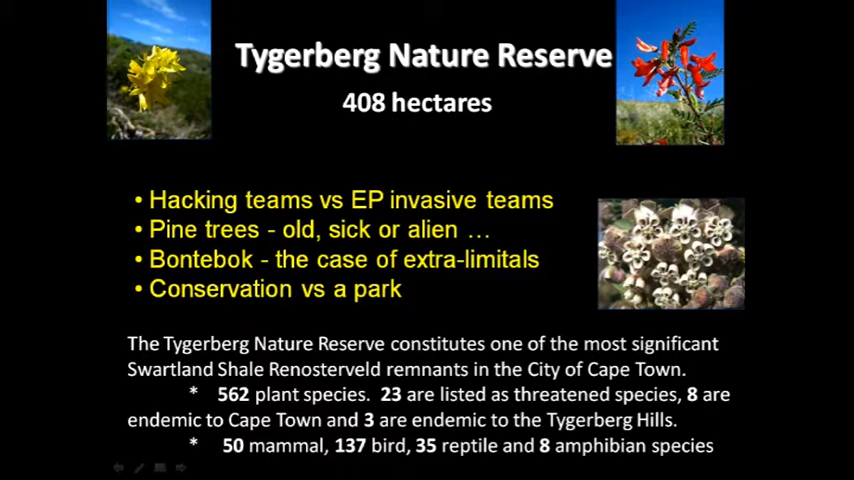 Tygerberg Nature Reserve
408 hectares
• Hacking teams vs EP invasive teams
• Pine trees - old, sick or alien …
• Bontebok - the case of extra-limitals
• Conservation vs a park
The Tygerberg Nature Reserve constitutes one of the most significant
Swartland Shale Renosterveld remnants in the City of Cape Town.
* 562 plant species. 23 are listed as threatened species, 8 are
endemic to Cape Town and 3 are endemic to the Tygerberg Hills.
* 50 mammal, 137 bird, 35 reptile and 8 amphibian species